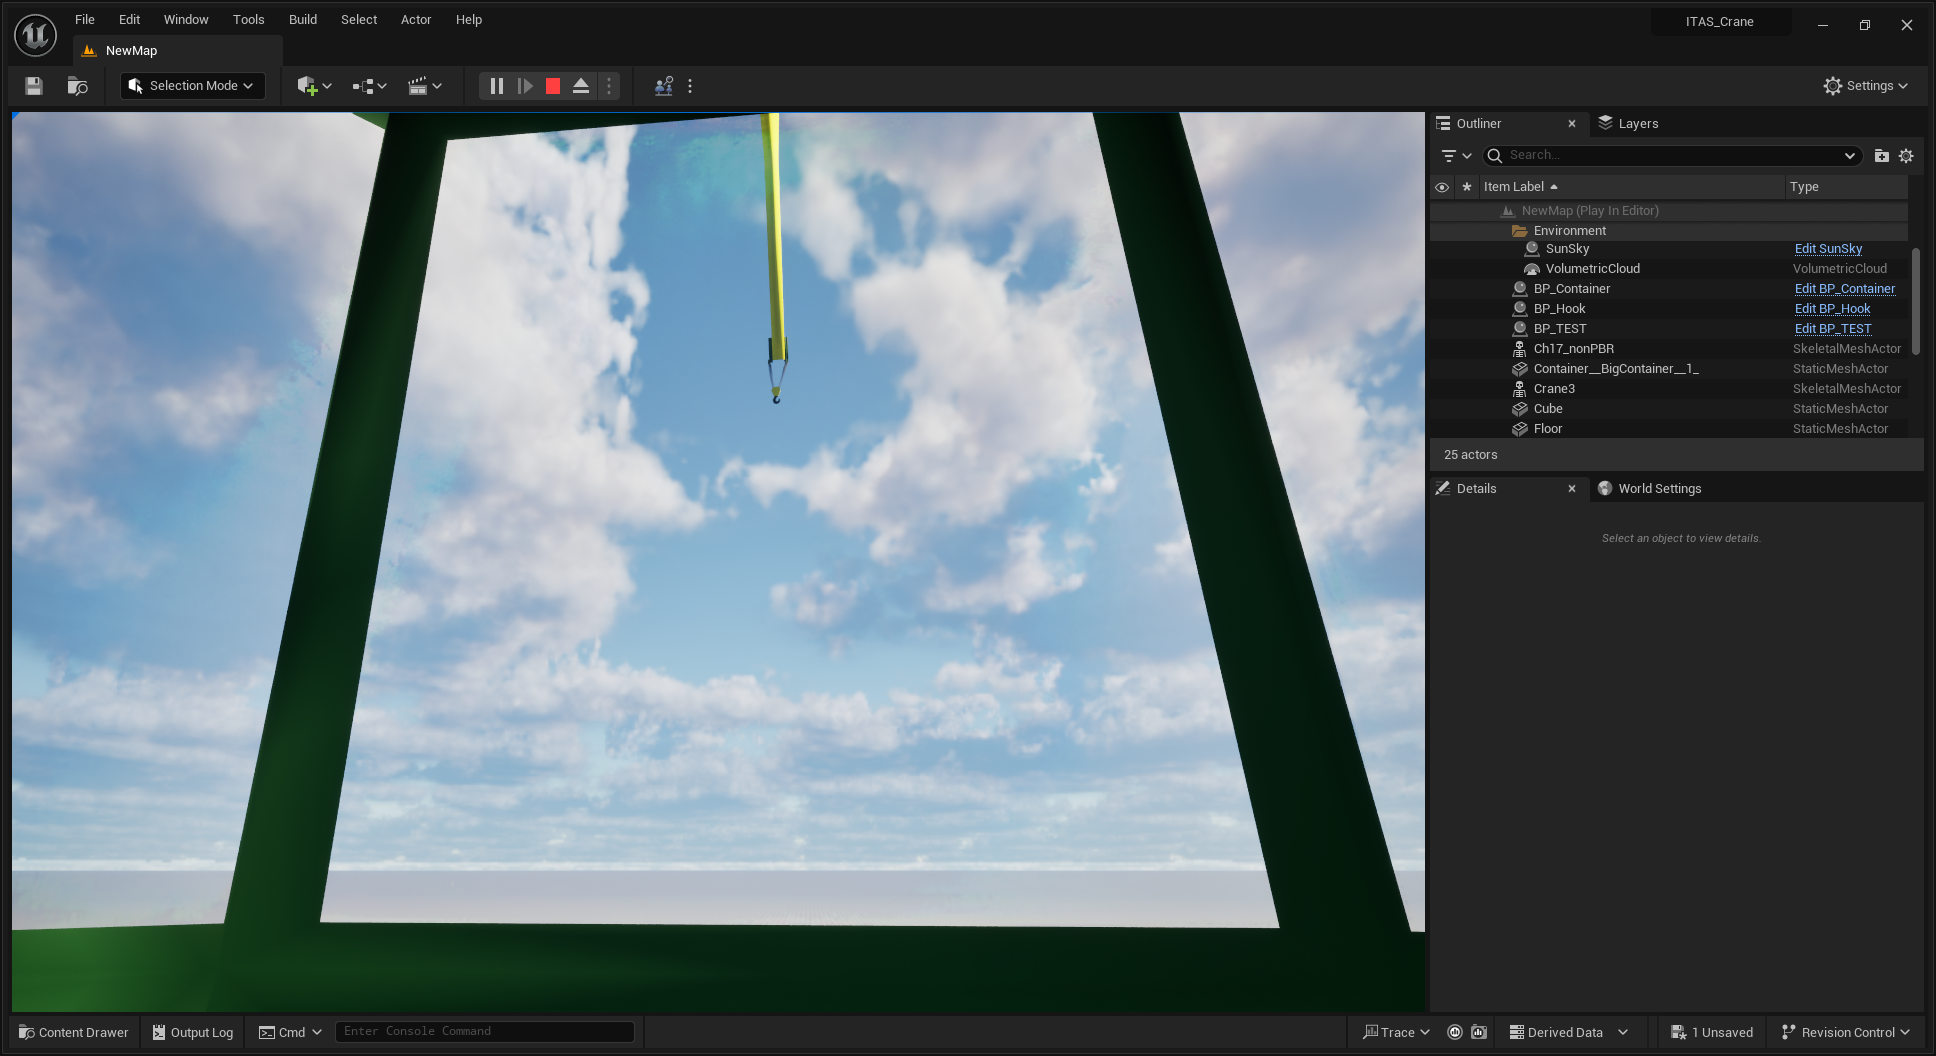 File Edit Window Tools Build Select Actor Help
ITAS_Crane
NewMap
Selection Mode
Settings
Outliner
Layers
Search...
Item Label Type
NewMap (Play In Editor)
Environment
SunSky Edit SunSky
VolumetricCloud VolumetricCloud
BP_Container Edit BP_Container
BP_Hook Edit BP_Hook
BP_TEST Edit BP_TEST
Ch17_nonPBR SkeletalMeshActor
Container__BigContainer__1_ StaticMeshActor
Crane3 SkeletalMeshActor
Cube StaticMeshActor
Floor StaticMeshActor
25 actors
Details
World Settings
Select an object to view details.
Content Drawer Output Log Cmd Enter Console Command Trace Derived Data 1 Unsaved Revision Control